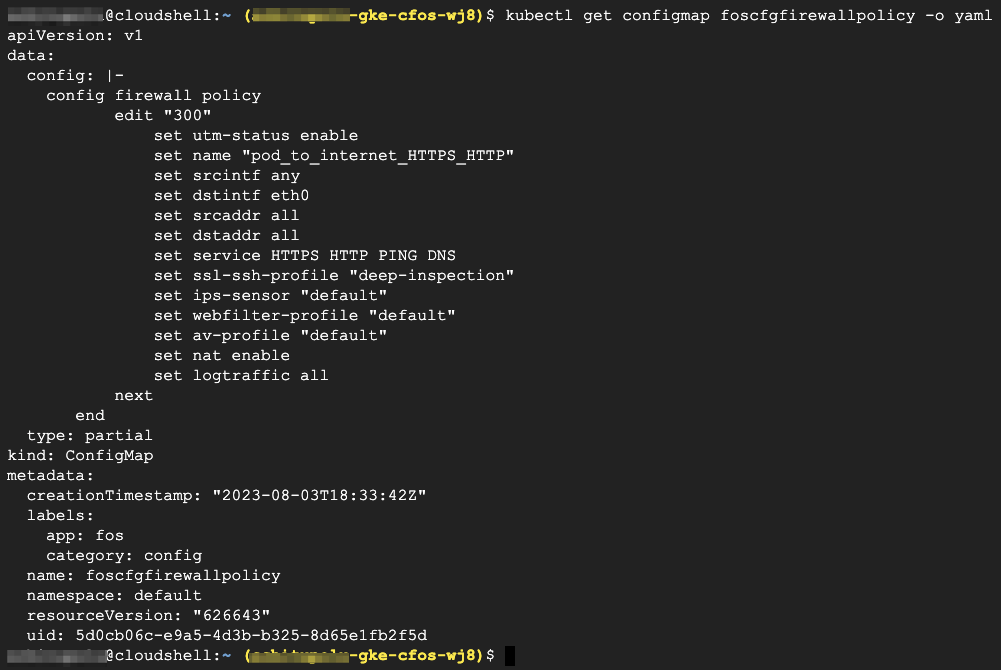 @cloudshell:~ (-gke-cfos-wj8)$ kubectl get configmap foscfgfirewallpolicy -o yaml
apiVersion: v1
data:
  config: |-
    config firewall policy
           edit "300"
               set utm-status enable
               set name "pod_to_internet_HTTPS_HTTP"
               set srcintf any
               set dstintf eth0
               set srcaddr all
               set dstaddr all
               set service HTTPS HTTP PING DNS
               set ssl-ssh-profile "deep-inspection"
               set ips-sensor "default"
               set webfilter-profile "default"
               set av-profile "default"
               set nat enable
               set logtraffic all
           next
       end
  type: partial
kind: ConfigMap
metadata:
  creationTimestamp: "2023-08-03T18:33:42Z"
  labels:
    app: fos
    category: config
  name: foscfgfirewallpolicy
  namespace: default
  resourceVersion: "626643"
  uid: 5d0cb06c-e9a5-4d3b-b325-8d65e1fb2f5d
@cloudshell:~ (-gke-cfos-wj8)$